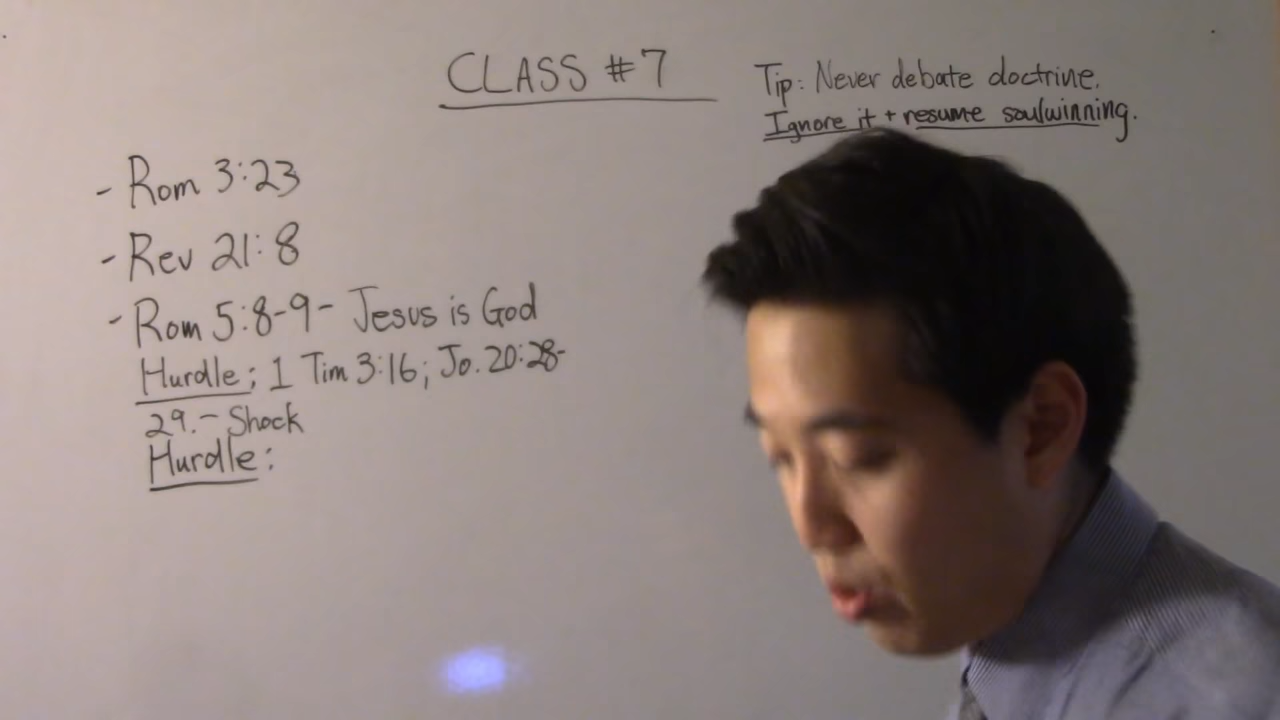 CLASS #7
Tip: Never debate doctrine.
Ignore it + resume soulwinning.
- Rom 3:23
- Rev 21:8
- Rom 5:8-9 - Jesus is God
Hurdle: 1 Tim 3:16; Jo. 20:28-
29. - Shock
Hurdle: